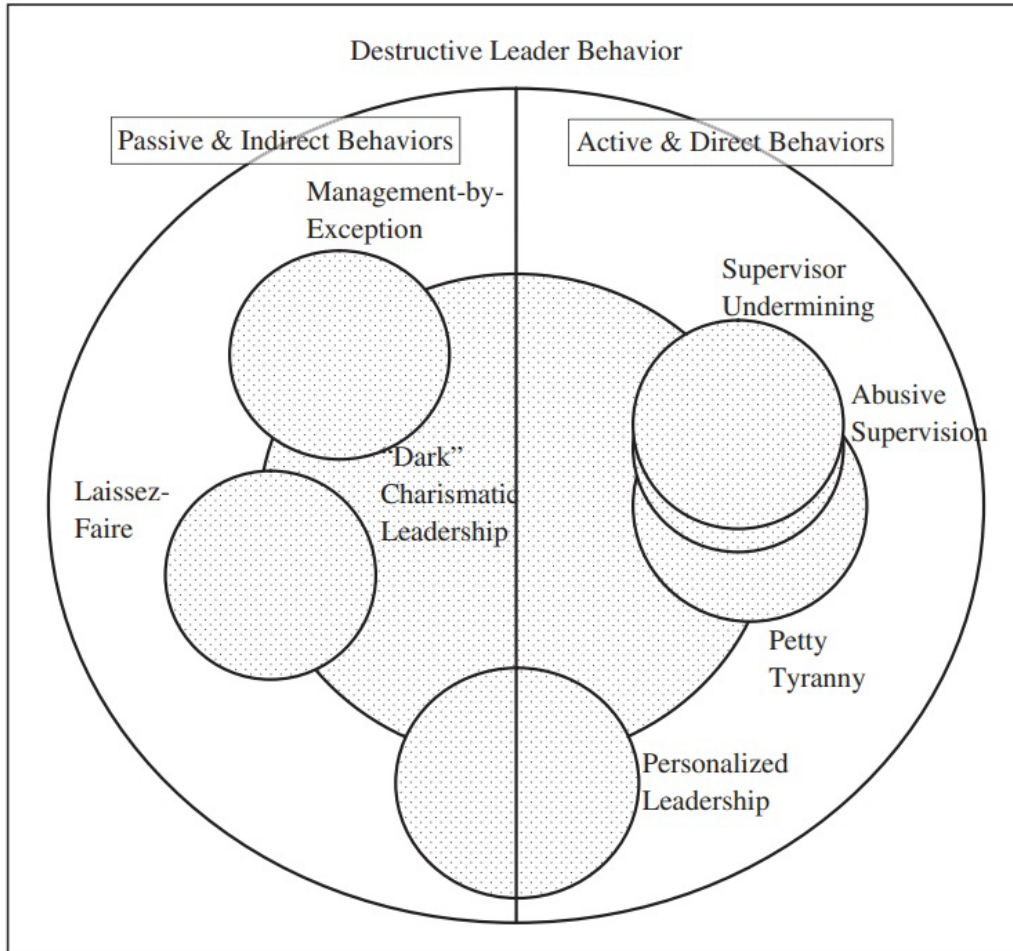 Destructive Leader Behavior
Passive & Indirect Behaviors
Active & Direct Behaviors
Management-by-
Exception
Supervisor
Undermining
Abusive
Supervision
"Dark"
Charismatic
Leadership
Laissez-
Faire
Petty
Tyranny
Personalized
Leadership